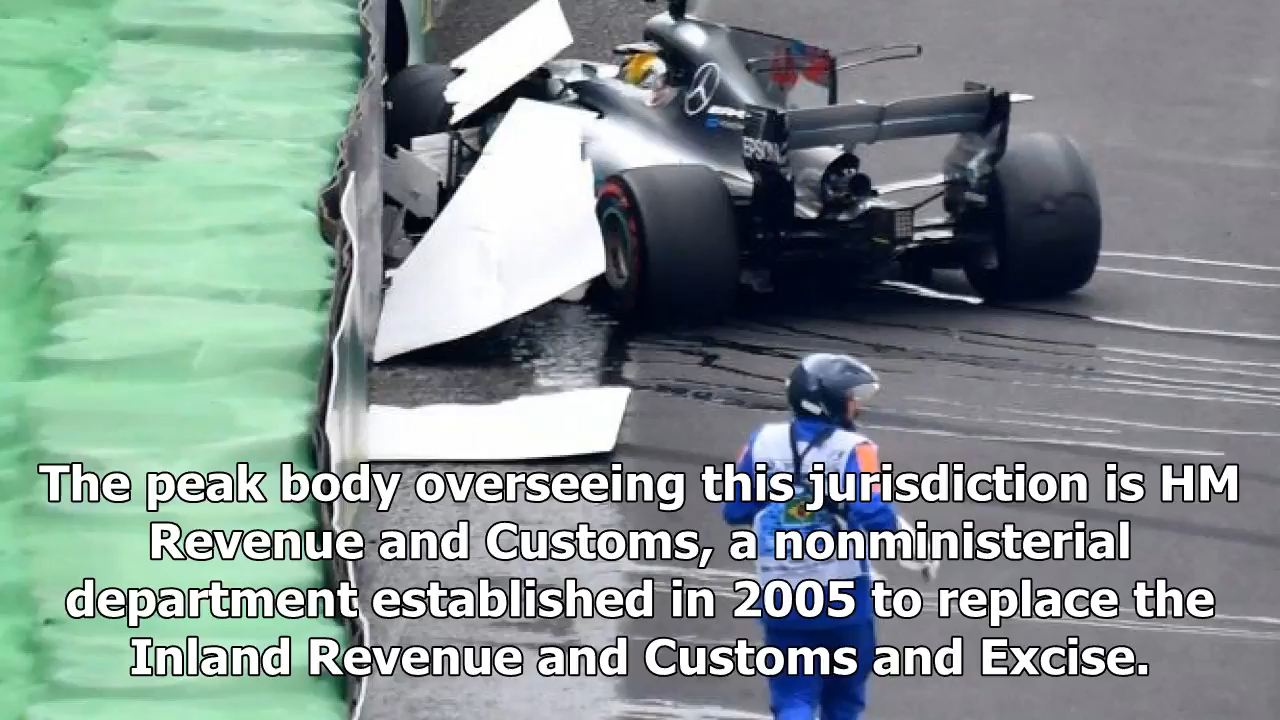 EPSON
The peak body overseeing this jurisdiction is HM
Revenue and Customs, a nonministerial
department established in 2005 to replace the
Inland Revenue and Customs and Excise.